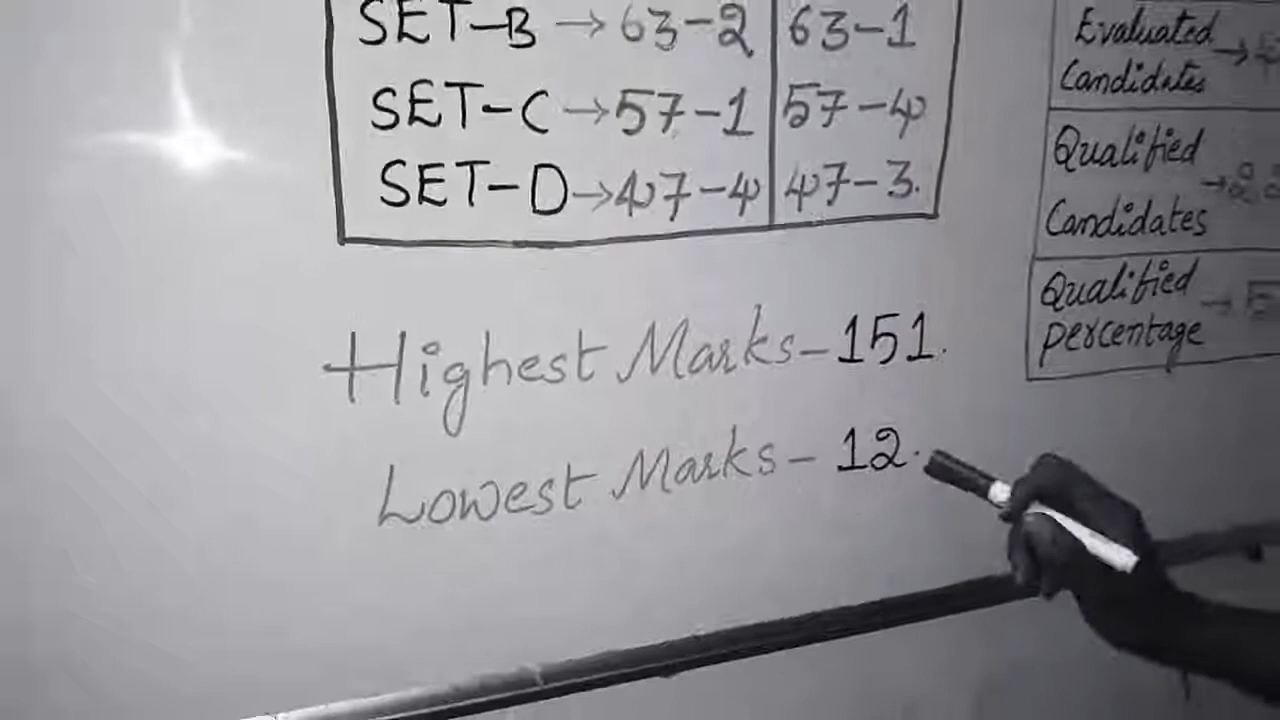 SET-B → 63-2 | 63-1
SET-C → 57-1 | 57-4
SET-D → 47-4 | 47-3.
Highest Marks-151.
Lowest Marks-12.
Evaluated →
Candidates
Qualified →
Candidates
Qualified →
percentage